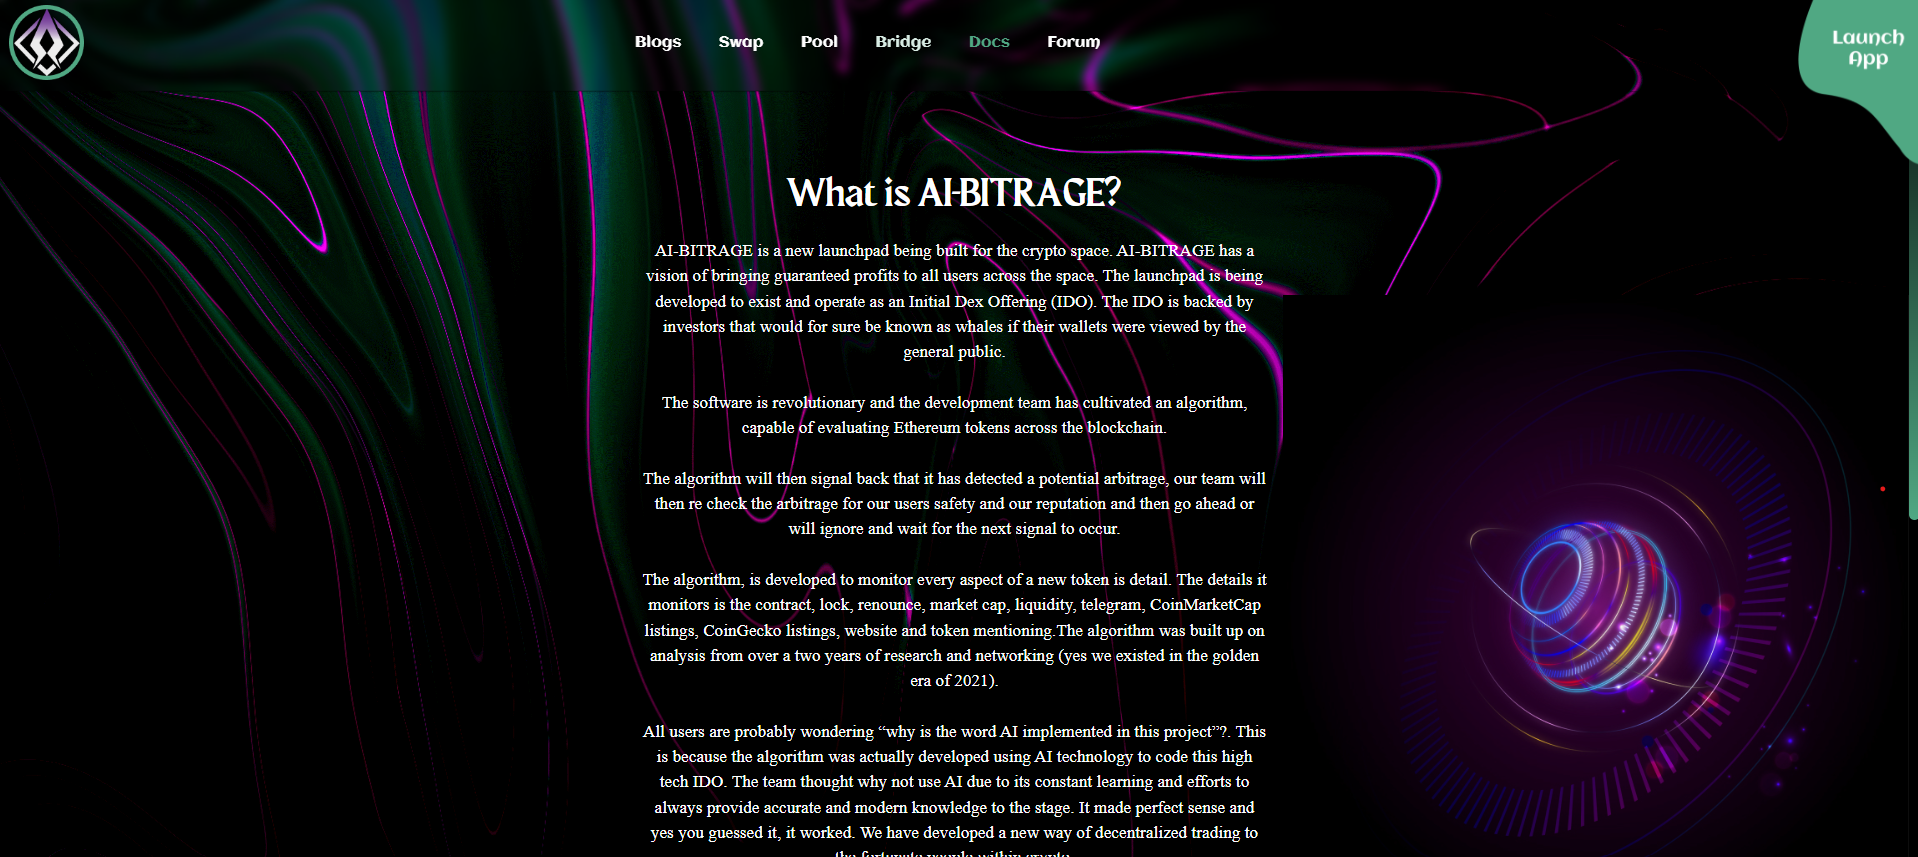 Blogs Swap Pool Bridge Docs Forum
Launch
App
What is AI-BITRAGE?
AI-BITRAGE is a new launchpad being built for the crypto space. AI-BITRAGE has a
vision of bringing guaranteed profits to all users across the space. The launchpad is being
developed to exist and operate as an Initial Dex Offering (IDO). The IDO is backed by
investors that would for sure be known as whales if their wallets were viewed by the
general public.
The software is revolutionary and the development team has cultivated an algorithm,
capable of evaluating Ethereum tokens across the blockchain.
The algorithm will then signal back that it has detected a potential arbitrage, our team will
then re check the arbitrage for our users safety and our reputation and then go ahead or
will ignore and wait for the next signal to occur.
The algorithm, is developed to monitor every aspect of a new token is detail. The details it
monitors is the contract, lock, renounce, market cap, liquidity, telegram, CoinMarketCap
listings, CoinGecko listings, website and token mentioning.The algorithm was built up on
analysis from over a two years of research and networking (yes we existed in the golden
era of 2021).
All users are probably wondering “why is the word AI implemented in this project”?. This
is because the algorithm was actually developed using AI technology to code this high
tech IDO. The team thought why not use AI due to its constant learning and efforts to
always provide accurate and modern knowledge to the stage. It made perfect sense and
yes you guessed it, it worked. We have developed a new way of decentralized trading to
the fortunate people within crypto.